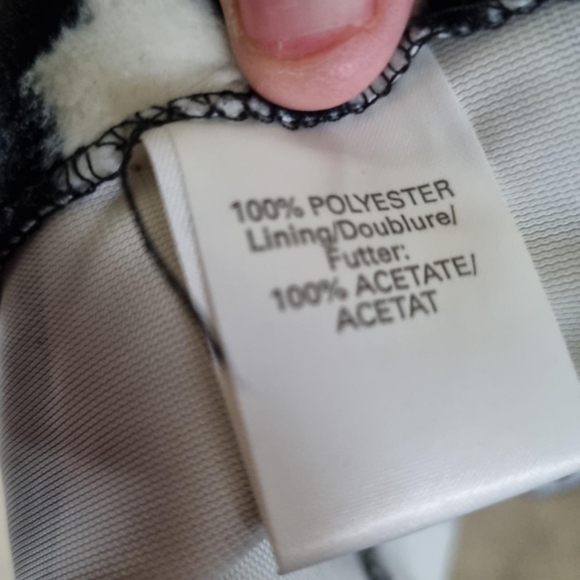 100% POLYESTER
Lining/Doublure/
Futter:
100% ACETATE/
ACETAT